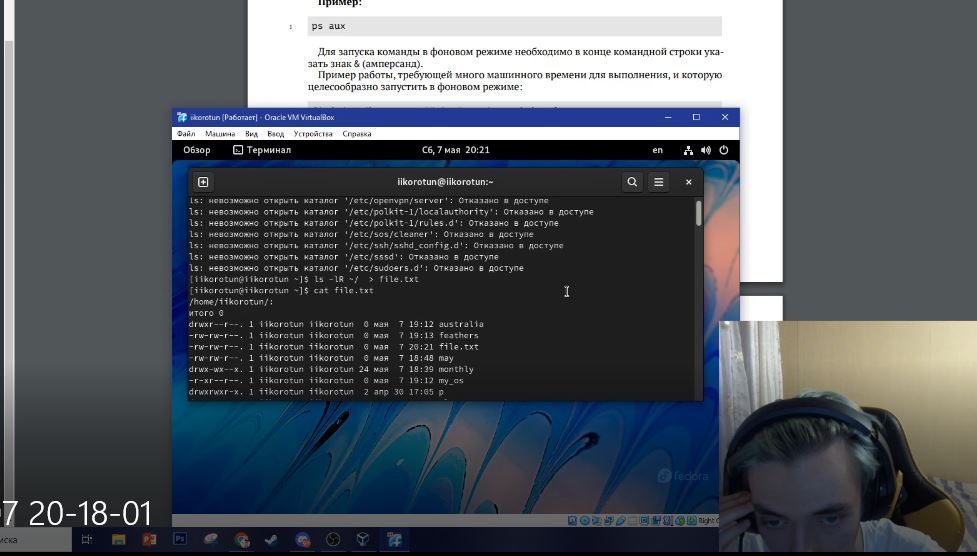 Пример:
1
ps aux
Для запуска команды в фоновом режиме необходимо в конце командной строки ука-
зать знак & (амперсанд).
Пример работы, требующей много машинного времени для выполнения, и которую
целесообразно запустить в фоновом режиме:
iikorotun [Работает] - Oracle VM VirtualBox
Файл Машина Вид Ввод Устройства Справка
Обзор Терминал Сб, 7 мая 20:21 en
iikorotun@iikorotun:~
ls: невозможно открыть каталог '/etc/openvpn/server': Отказано в доступе
ls: невозможно открыть каталог '/etc/polkit-1/localauthority': Отказано в доступе
ls: невозможно открыть каталог '/etc/polkit-1/rules.d': Отказано в доступе
ls: невозможно открыть каталог '/etc/sos/cleaner': Отказано в доступе
ls: невозможно открыть каталог '/etc/ssh/sshd_config.d': Отказано в доступе
ls: невозможно открыть каталог '/etc/sssd': Отказано в доступе
ls: невозможно открыть каталог '/etc/sudoers.d': Отказано в доступе
[iikorotun@iikorotun ~]$ ls -lR ~/ > file.txt
[iikorotun@iikorotun ~]$ cat file.txt
/home/iikorotun/:
итого 0
drwxr--r--. 1 iikorotun iikorotun 0 мая 7 19:12 australia
-rw-rw-r--. 1 iikorotun iikorotun 0 мая 7 19:13 feathers
-rw-rw-r--. 1 iikorotun iikorotun 0 мая 7 20:21 file.txt
-rw-rw-r--. 1 iikorotun iikorotun 0 мая 7 18:48 may
drwx-wx--x. 1 iikorotun iikorotun 24 мая 7 18:39 monthly
-r-xr--r--. 1 iikorotun iikorotun 0 мая 7 19:12 my_os
drwxrwxr-x. 1 iikorotun iikorotun 2 апр 30 17:05 p
fedora
Right C
7 20-18-01
иска